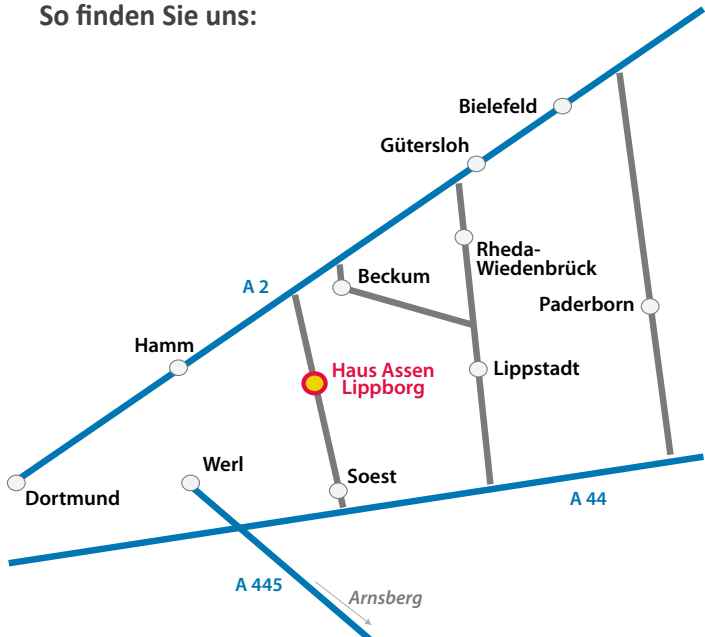 So finden Sie uns:
Bielefeld
Gütersloh
Rheda-
Wiedenbrück
Beckum
A 2
Paderborn
Hamm
Haus Assen
Lippborg
Lippstadt
Werl
Soest
Dortmund
A 44
A 445
Arnsberg